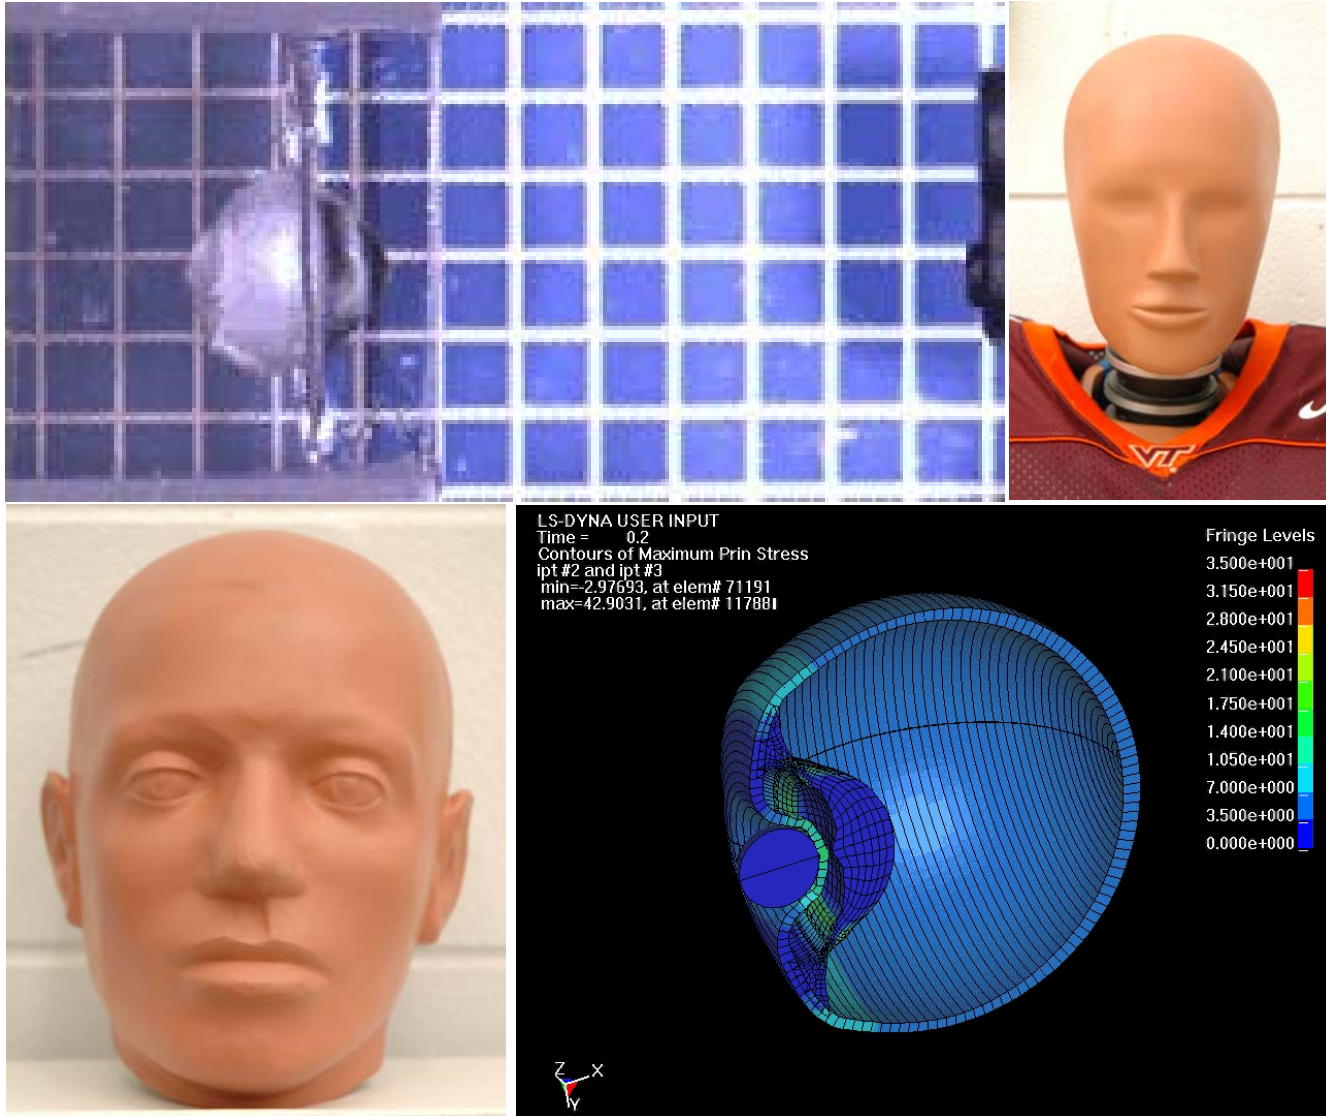 VT
LS-DYNA USER INPUT
Time = 0.2
Contours of Maximum Prin Stress
ipt #2 and ipt #3
min=-2.97693, at elem# 71191
max=42.9031, at elem# 117881
Fringe Levels
3.500e+001
3.150e+001
2.800e+001
2.450e+001
2.100e+001
1.750e+001
1.400e+001
1.050e+001
7.000e+000
3.500e+000
0.000e+000
Z
X
Y